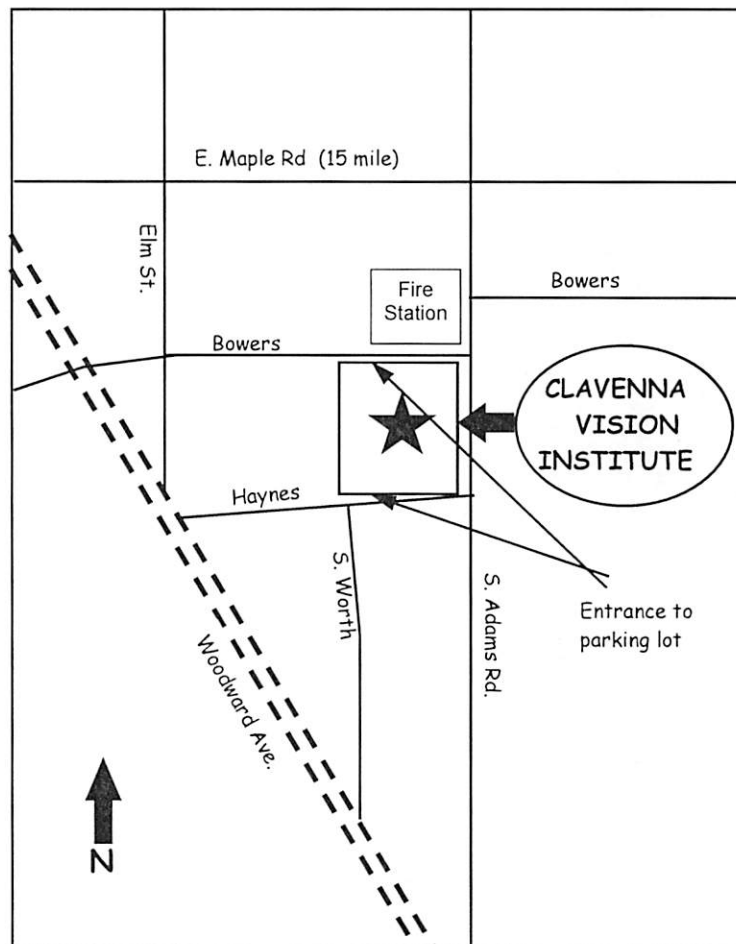 E. Maple Rd (15 mile)
Elm St.
Fire
Station
Bowers
Bowers
CLAVENNA
VISION
INSTITUTE
Haynes
S. Worth
S. Adams Rd.
Entrance to
parking lot
Woodward Ave.
N